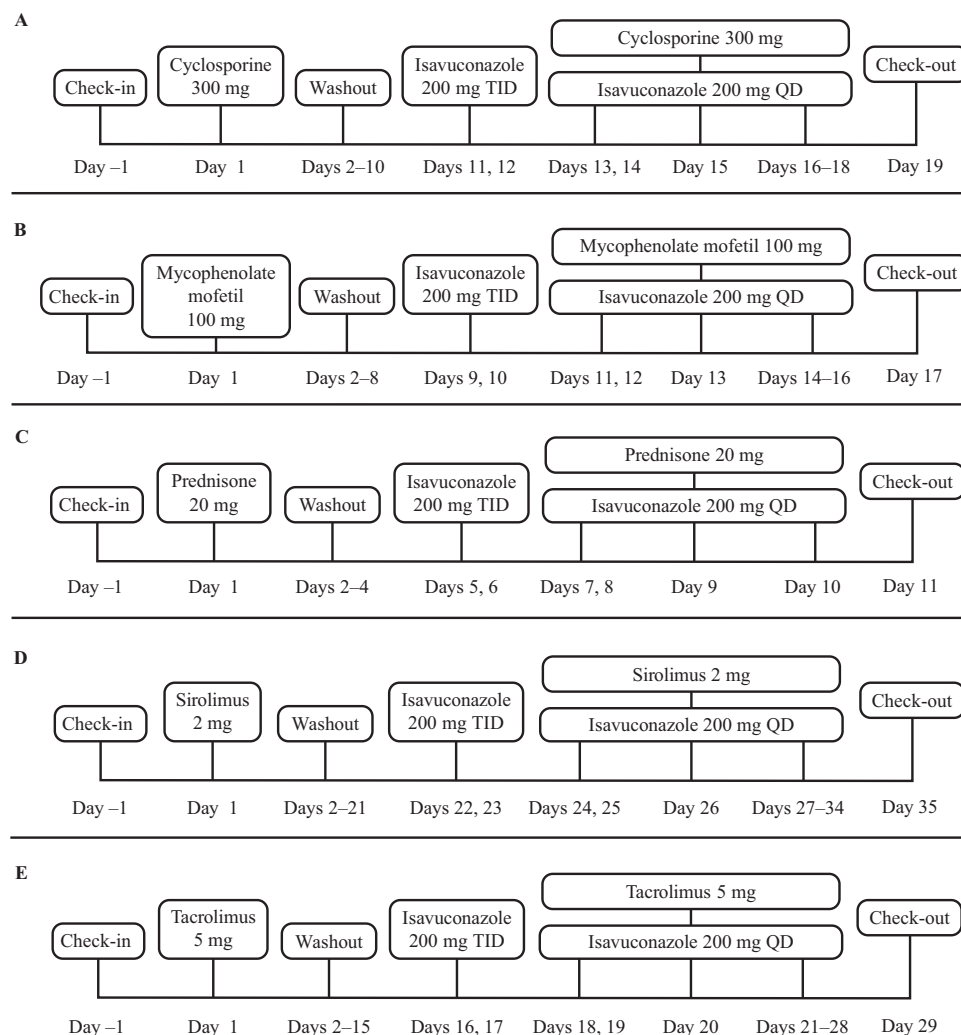 A
Cyclosporine 300 mg
Check-in
Cyclosporine
300 mg
Washout
Isavuconazole
200 mg TID
Isavuconazole 200 mg QD
Check-out
Day –1
Day 1
Days 2–10
Days 11, 12
Days 13, 14
Day 15
Days 16–18
Day 19
B
Mycophenolate mofetil 100 mg
Check-in
Mycophenolate
mofetil
100 mg
Washout
Isavuconazole
200 mg TID
Isavuconazole 200 mg QD
Check-out
Day –1
Day 1
Days 2–8
Days 9, 10
Days 11, 12
Day 13
Days 14–16
Day 17
C
Prednisone 20 mg
Check-in
Prednisone
20 mg
Washout
Isavuconazole
200 mg TID
Isavuconazole 200 mg QD
Check-out
Day –1
Day 1
Days 2–4
Days 5, 6
Days 7, 8
Day 9
Day 10
Day 11
D
Sirolimus 2 mg
Check-in
Sirolimus
2 mg
Washout
Isavuconazole
200 mg TID
Isavuconazole 200 mg QD
Check-out
Day –1
Day 1
Days 2–21
Days 22, 23
Days 24, 25
Day 26
Days 27–34
Day 35
E
Tacrolimus 5 mg
Check-in
Tacrolimus
5 mg
Washout
Isavuconazole
200 mg TID
Isavuconazole 200 mg QD
Check-out
Day –1
Day 1
Days 2–15
Days 16, 17
Days 18, 19
Day 20
Days 21–28
Day 29